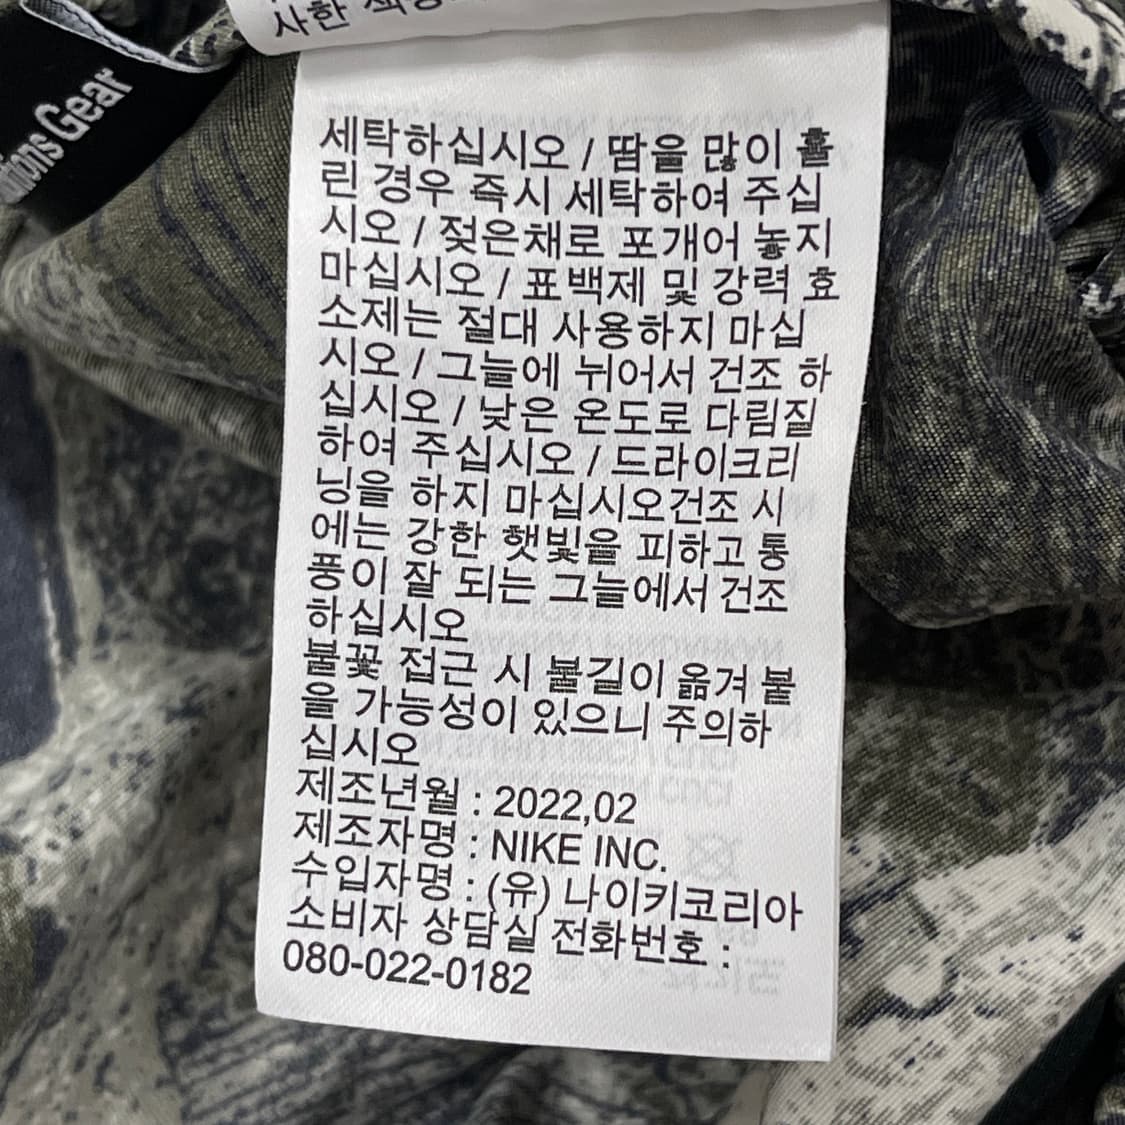 사한
tions Gear
세탁하십시오 / 땀을 많이 흘
린 경우 즉시 세탁하여 주십
시오 / 젖은채로 포개어 놓지
마십시오 / 표백제 및 강력 효
소제는 절대 사용하지 마십
시오 / 그늘에 뉘어서 건조 하
십시오 / 낮은 온도로 다림질
하여 주십시오 / 드라이크리
닝을 하지 마십시오건조 시
에는 강한 햇빛을 피하고 통
풍이 잘 되는 그늘에서 건조
하십시오
불꽃 접근 시 불길이 옮겨 붙
을 가능성이 있으니 주의하
십시오
제조년월 : 2022,02
제조자명 : NIKE INC.
수입자명 : (유) 나이키코리아
소비자 상담실 전화번호 :
080-022-0182